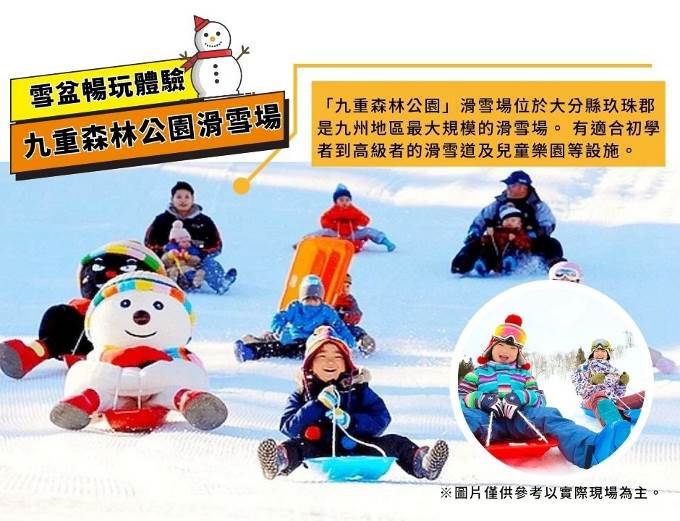 雪盆暢玩體驗
九重森林公園滑雪場
「九重森林公園」滑雪場位於大分縣玖珠郡
是九州地區最大規模的滑雪場。 有適合初學
者到高級者的滑雪道及兒童樂園等設施。
※圖片僅供參考以實際現場為主。